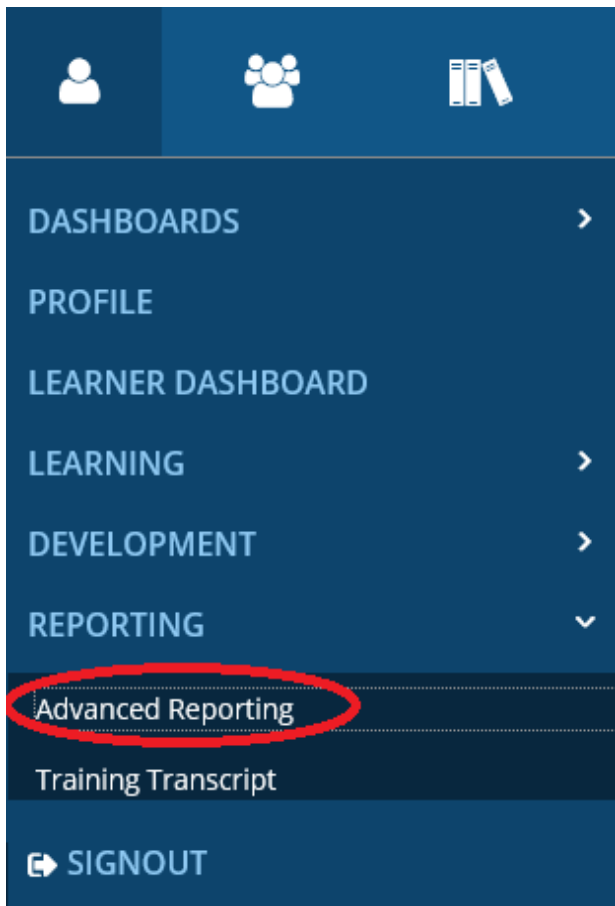 DASHBOARDS
PROFILE
LEARNER DASHBOARD
LEARNING
DEVELOPMENT
REPORTING
Advanced Reporting
Training Transcript
SIGNOUT